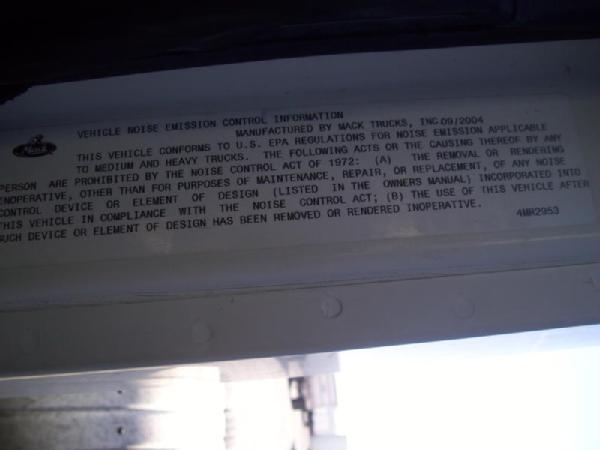 VEHICLE NOISE EMISSION CONTROL INFORMATION
MANUFACTURED BY MACK TRUCKS, INC 09/2004
Mack
THIS VEHICLE CONFORMS TO U.S. EPA REGULATIONS FOR NOISE EMISSION APPLICABLE
TO MEDIUM AND HEAVY TRUCKS. THE FOLLOWING ACTS OR THE CAUSING THEREOF BY ANY
PERSON ARE PROHIBITED BY THE NOISE CONTROL ACT OF 1972: (A) THE REMOVAL OR RENDERING
INOPERATIVE, OTHER THAN FOR PURPOSES OF MAINTENANCE, REPAIR, OR REPLACEMENT, OF ANY NOISE
CONTROL DEVICE OR ELEMENT OF DESIGN (LISTED IN THE OWNERS MANUAL) INCORPORATED INTO
THIS VEHICLE IN COMPLIANCE WITH THE NOISE CONTROL ACT; (B) THE USE OF THIS VEHICLE AFTER
SUCH DEVICE OR ELEMENT OF DESIGN HAS BEEN REMOVED OR RENDERED INOPERATIVE.
4MR2953